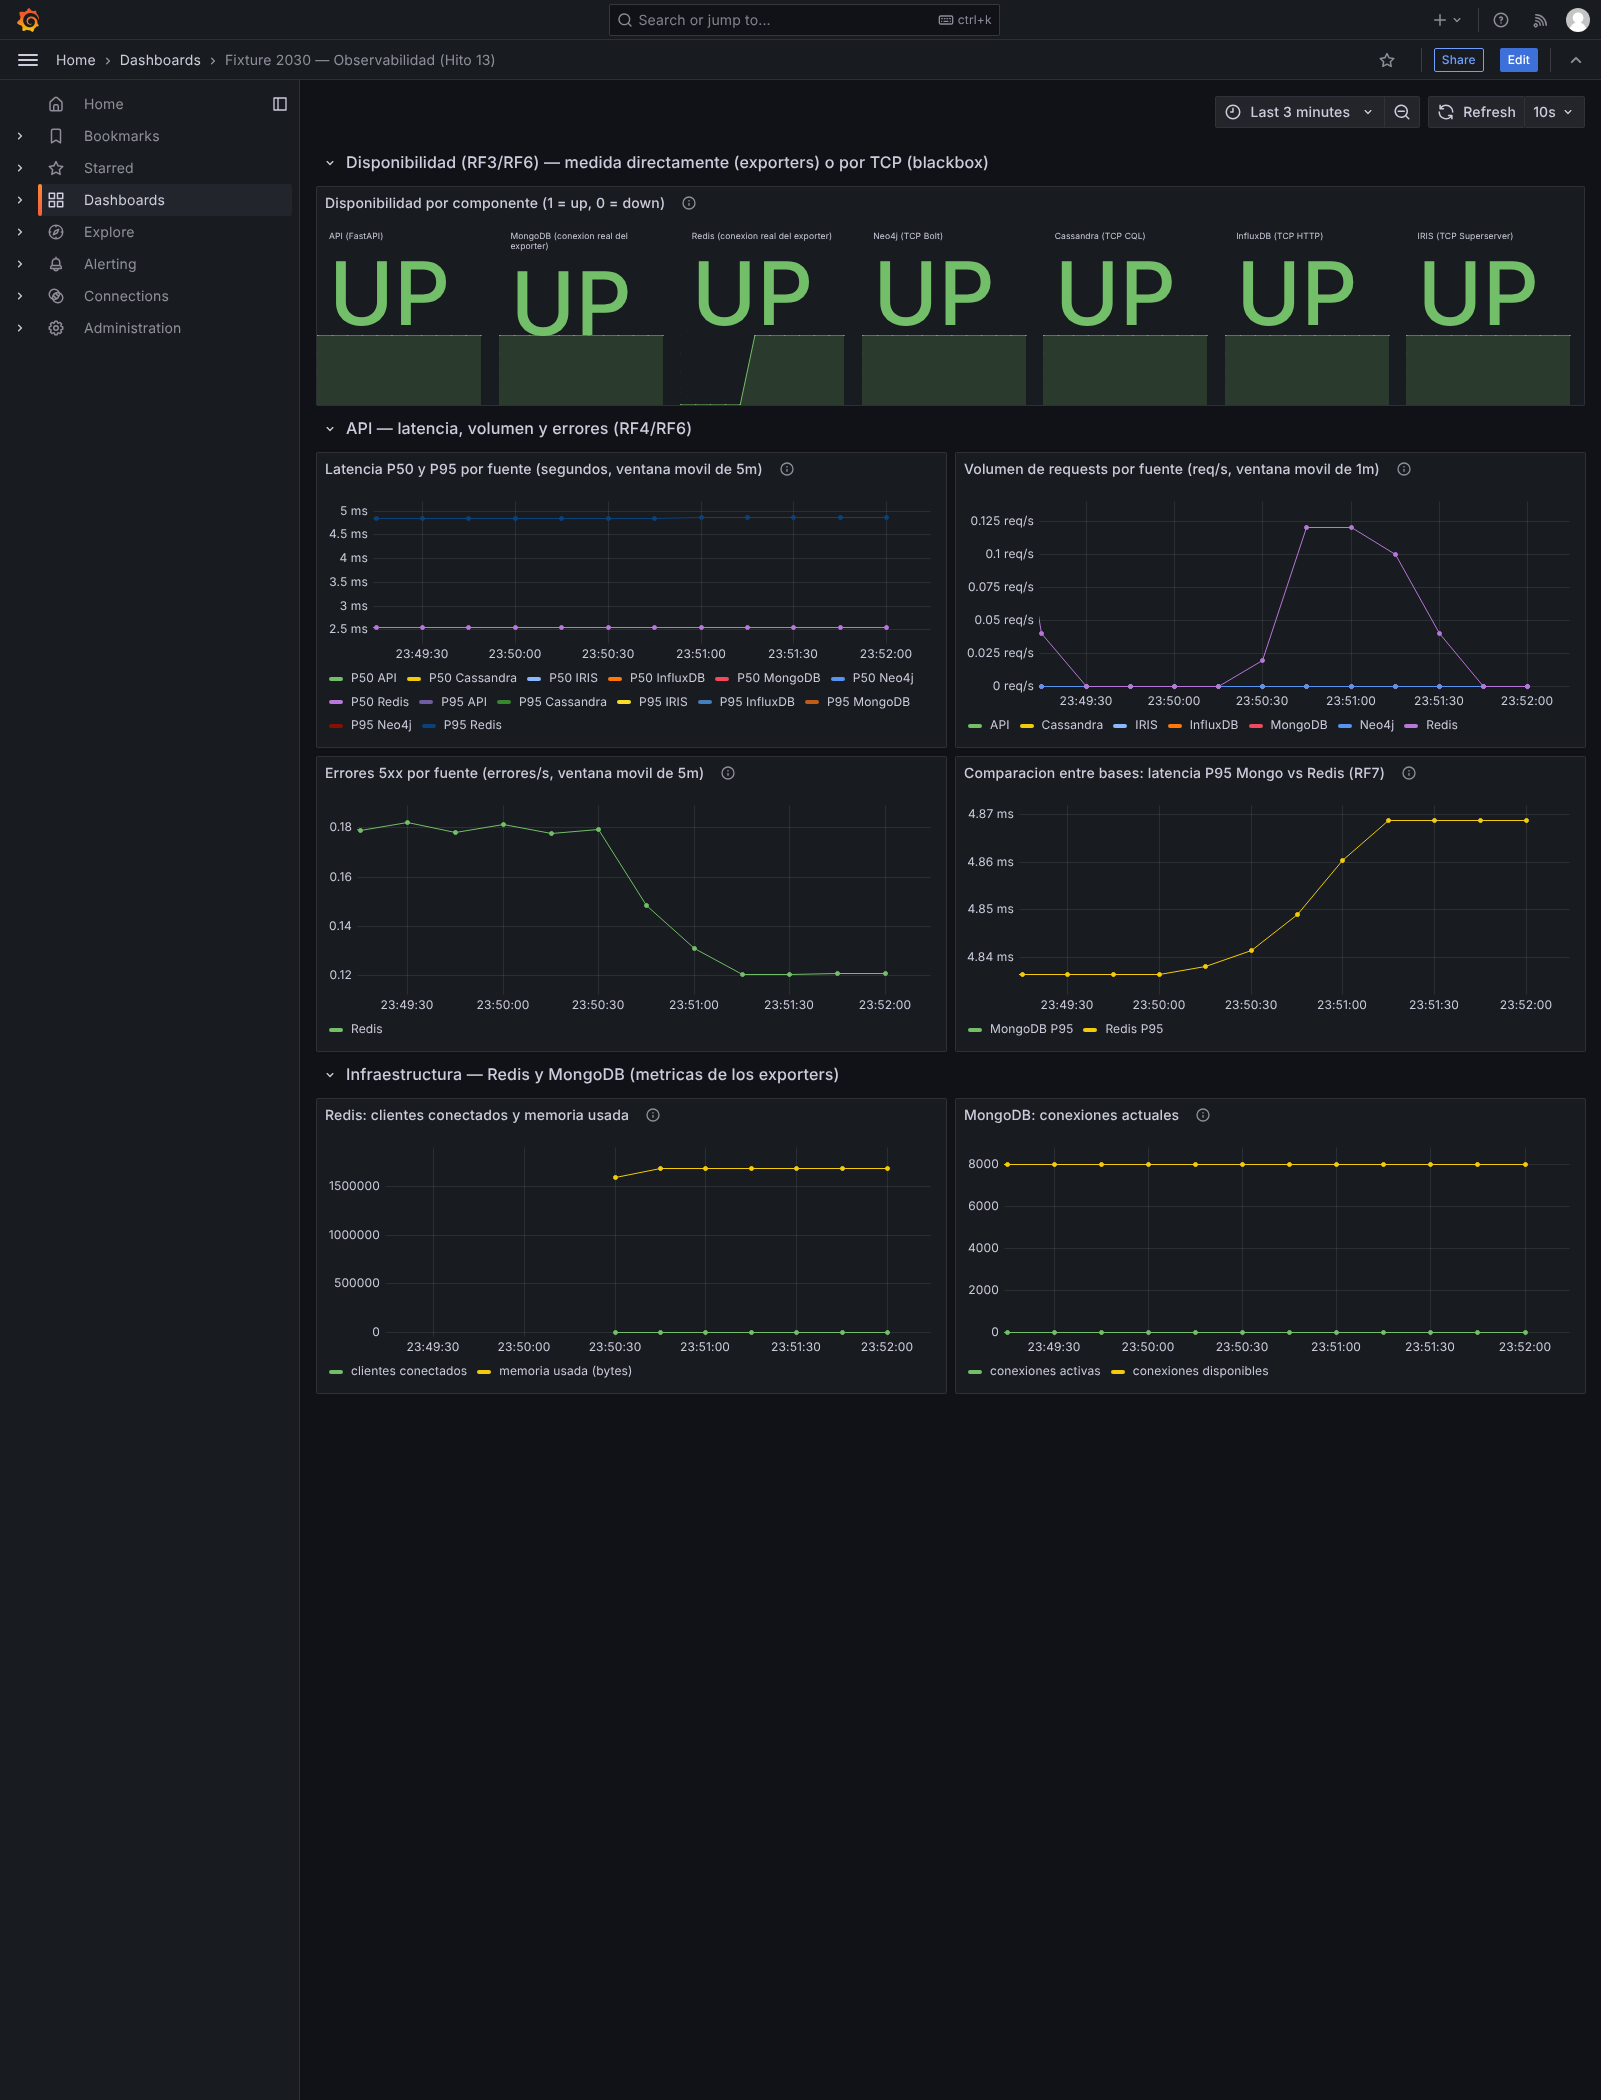 Search or jump to...
ctrl+k
Home
Dashboards
Fixture 2030 — Observabilidad (Hito 13)
Share
Edit
Home
Bookmarks
Starred
Dashboards
Explore
Alerting
Connections
Administration
Last 3 minutes
Refresh
10s
Disponibilidad (RF3/RF6) — medida directamente (exporters) o por TCP (blackbox)
Disponibilidad por componente (1 = up, 0 = down)
API (FastAPI)
UP
MongoDB (conexion real del
exporter)
UP
Redis (conexion real del exporter)
UP
Neo4j (TCP Bolt)
UP
Cassandra (TCP CQL)
UP
InfluxDB (TCP HTTP)
UP
IRIS (TCP Superserver)
UP
API — latencia, volumen y errores (RF4/RF6)
Latencia P50 y P95 por fuente (segundos, ventana movil de 5m)
5 ms
4.5 ms
4 ms
3.5 ms
3 ms
2.5 ms
23:49:30 23:50:00 23:50:30 23:51:00 23:51:30 23:52:00
P50 API P50 Cassandra P50 IRIS P50 InfluxDB P50 MongoDB P50 Neo4j
P50 Redis P95 API P95 Cassandra P95 IRIS P95 InfluxDB P95 MongoDB
P95 Neo4j P95 Redis
Volumen de requests por fuente (req/s, ventana movil de 1m)
0.125 req/s
0.1 req/s
0.075 req/s
0.05 req/s
0.025 req/s
0 req/s
23:49:30 23:50:00 23:50:30 23:51:00 23:51:30 23:52:00
API Cassandra IRIS InfluxDB MongoDB Neo4j Redis
Errores 5xx por fuente (errores/s, ventana movil de 5m)
0.18
0.16
0.14
0.12
23:49:30 23:50:00 23:50:30 23:51:00 23:51:30 23:52:00
Redis
Comparacion entre bases: latencia P95 Mongo vs Redis (RF7)
4.87 ms
4.86 ms
4.85 ms
4.84 ms
23:49:30 23:50:00 23:50:30 23:51:00 23:51:30 23:52:00
MongoDB P95 Redis P95
Infraestructura — Redis y MongoDB (metricas de los exporters)
Redis: clientes conectados y memoria usada
1500000
1000000
500000
0
23:49:30 23:50:00 23:50:30 23:51:00 23:51:30 23:52:00
clientes conectados memoria usada (bytes)
MongoDB: conexiones actuales
8000
6000
4000
2000
0
23:49:30 23:50:00 23:50:30 23:51:00 23:51:30 23:52:00
conexiones activas conexiones disponibles